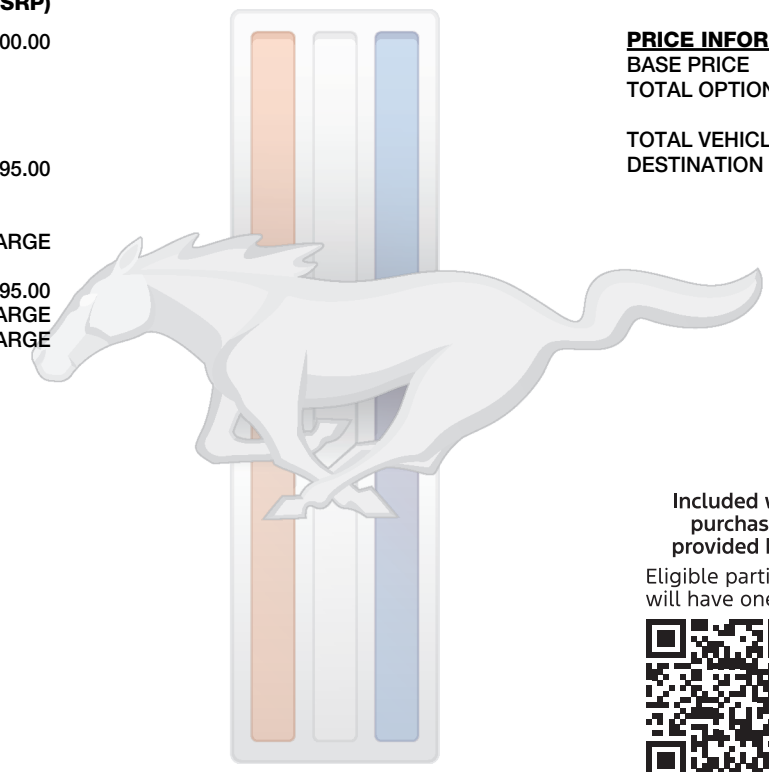 SRP)
00.00
95.00
ARGE
95.00
ARGE
ARGE
PRICE INFOR
BASE PRICE
TOTAL OPTION
TOTAL VEHICL
DESTINATION
Included w
purchas
provided b
Eligible parti
will have one